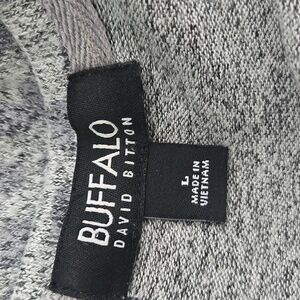 BUFFALO
DAVID BITTON
L
MADE IN
VIETNAM